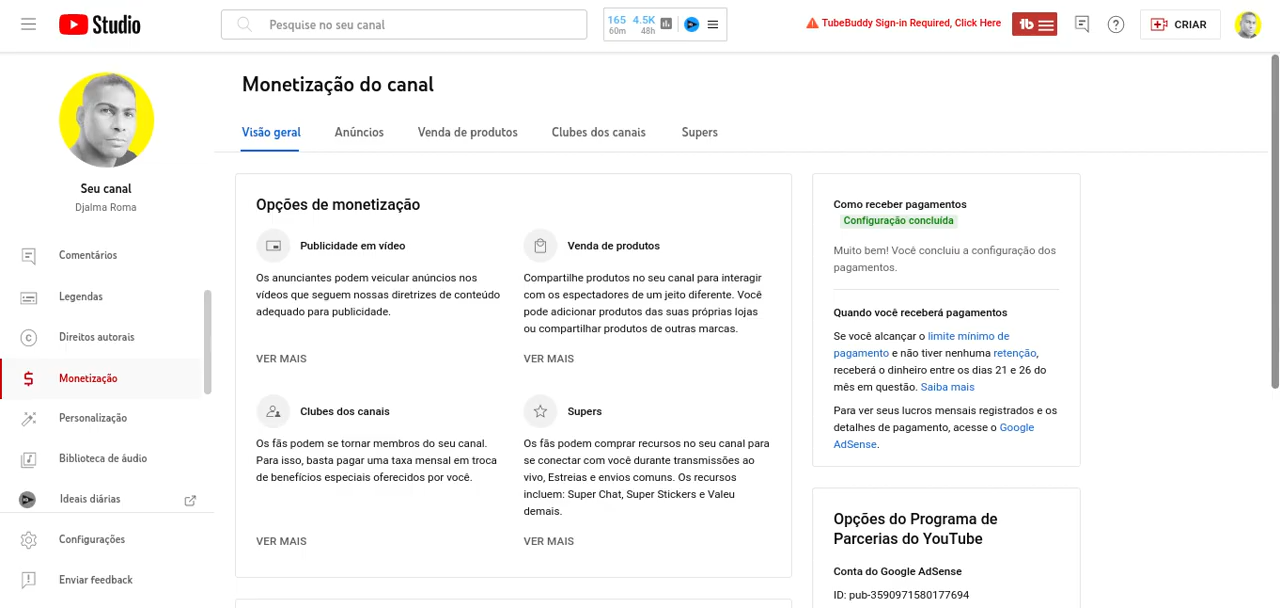 Studio
Pesquise no seu canal
165 4.5K
60m 48h
TubeBuddy Sign-in Required, Click Here
tb
CRIAR
Seu canal
Djalma Roma
Comentários
Legendas
Direitos autorais
Monetização
Personalização
Biblioteca de áudio
Ideais diárias
Configurações
Enviar feedback
Monetização do canal
Visão geral Anúncios Venda de produtos Clubes dos canais Supers
Opções de monetização
Publicidade em vídeo
Os anunciantes podem veicular anúncios nos
vídeos que seguem nossas diretrizes de conteúdo
adequado para publicidade.
VER MAIS
Venda de produtos
Compartilhe produtos no seu canal para interagir
com os espectadores de um jeito diferente. Você
pode adicionar produtos das suas próprias lojas
ou compartilhar produtos de outras marcas.
VER MAIS
Clubes dos canais
Os fãs podem se tornar membros do seu canal.
Para isso, basta pagar uma taxa mensal em troca
de benefícios especiais oferecidos por você.
VER MAIS
Supers
Os fãs podem comprar recursos no seu canal para
se conectar com você durante transmissões ao
vivo, Estreias e envios comuns. Os recursos
incluem: Super Chat, Super Stickers e Valeu
demais.
VER MAIS
Como receber pagamentos
Configuração concluída
Muito bem! Você concluiu a configuração dos
pagamentos.
Quando você receberá pagamentos
Se você alcançar o limite mínimo de
pagamento e não tiver nenhuma retenção,
receberá o dinheiro entre os dias 21 e 26 do
mês em questão. Saiba mais
Para ver seus lucros mensais registrados e os
detalhes de pagamento, acesse o Google
AdSense.
Opções do Programa de
Parcerias do YouTube
Conta do Google AdSense
ID: pub-3590971580177694